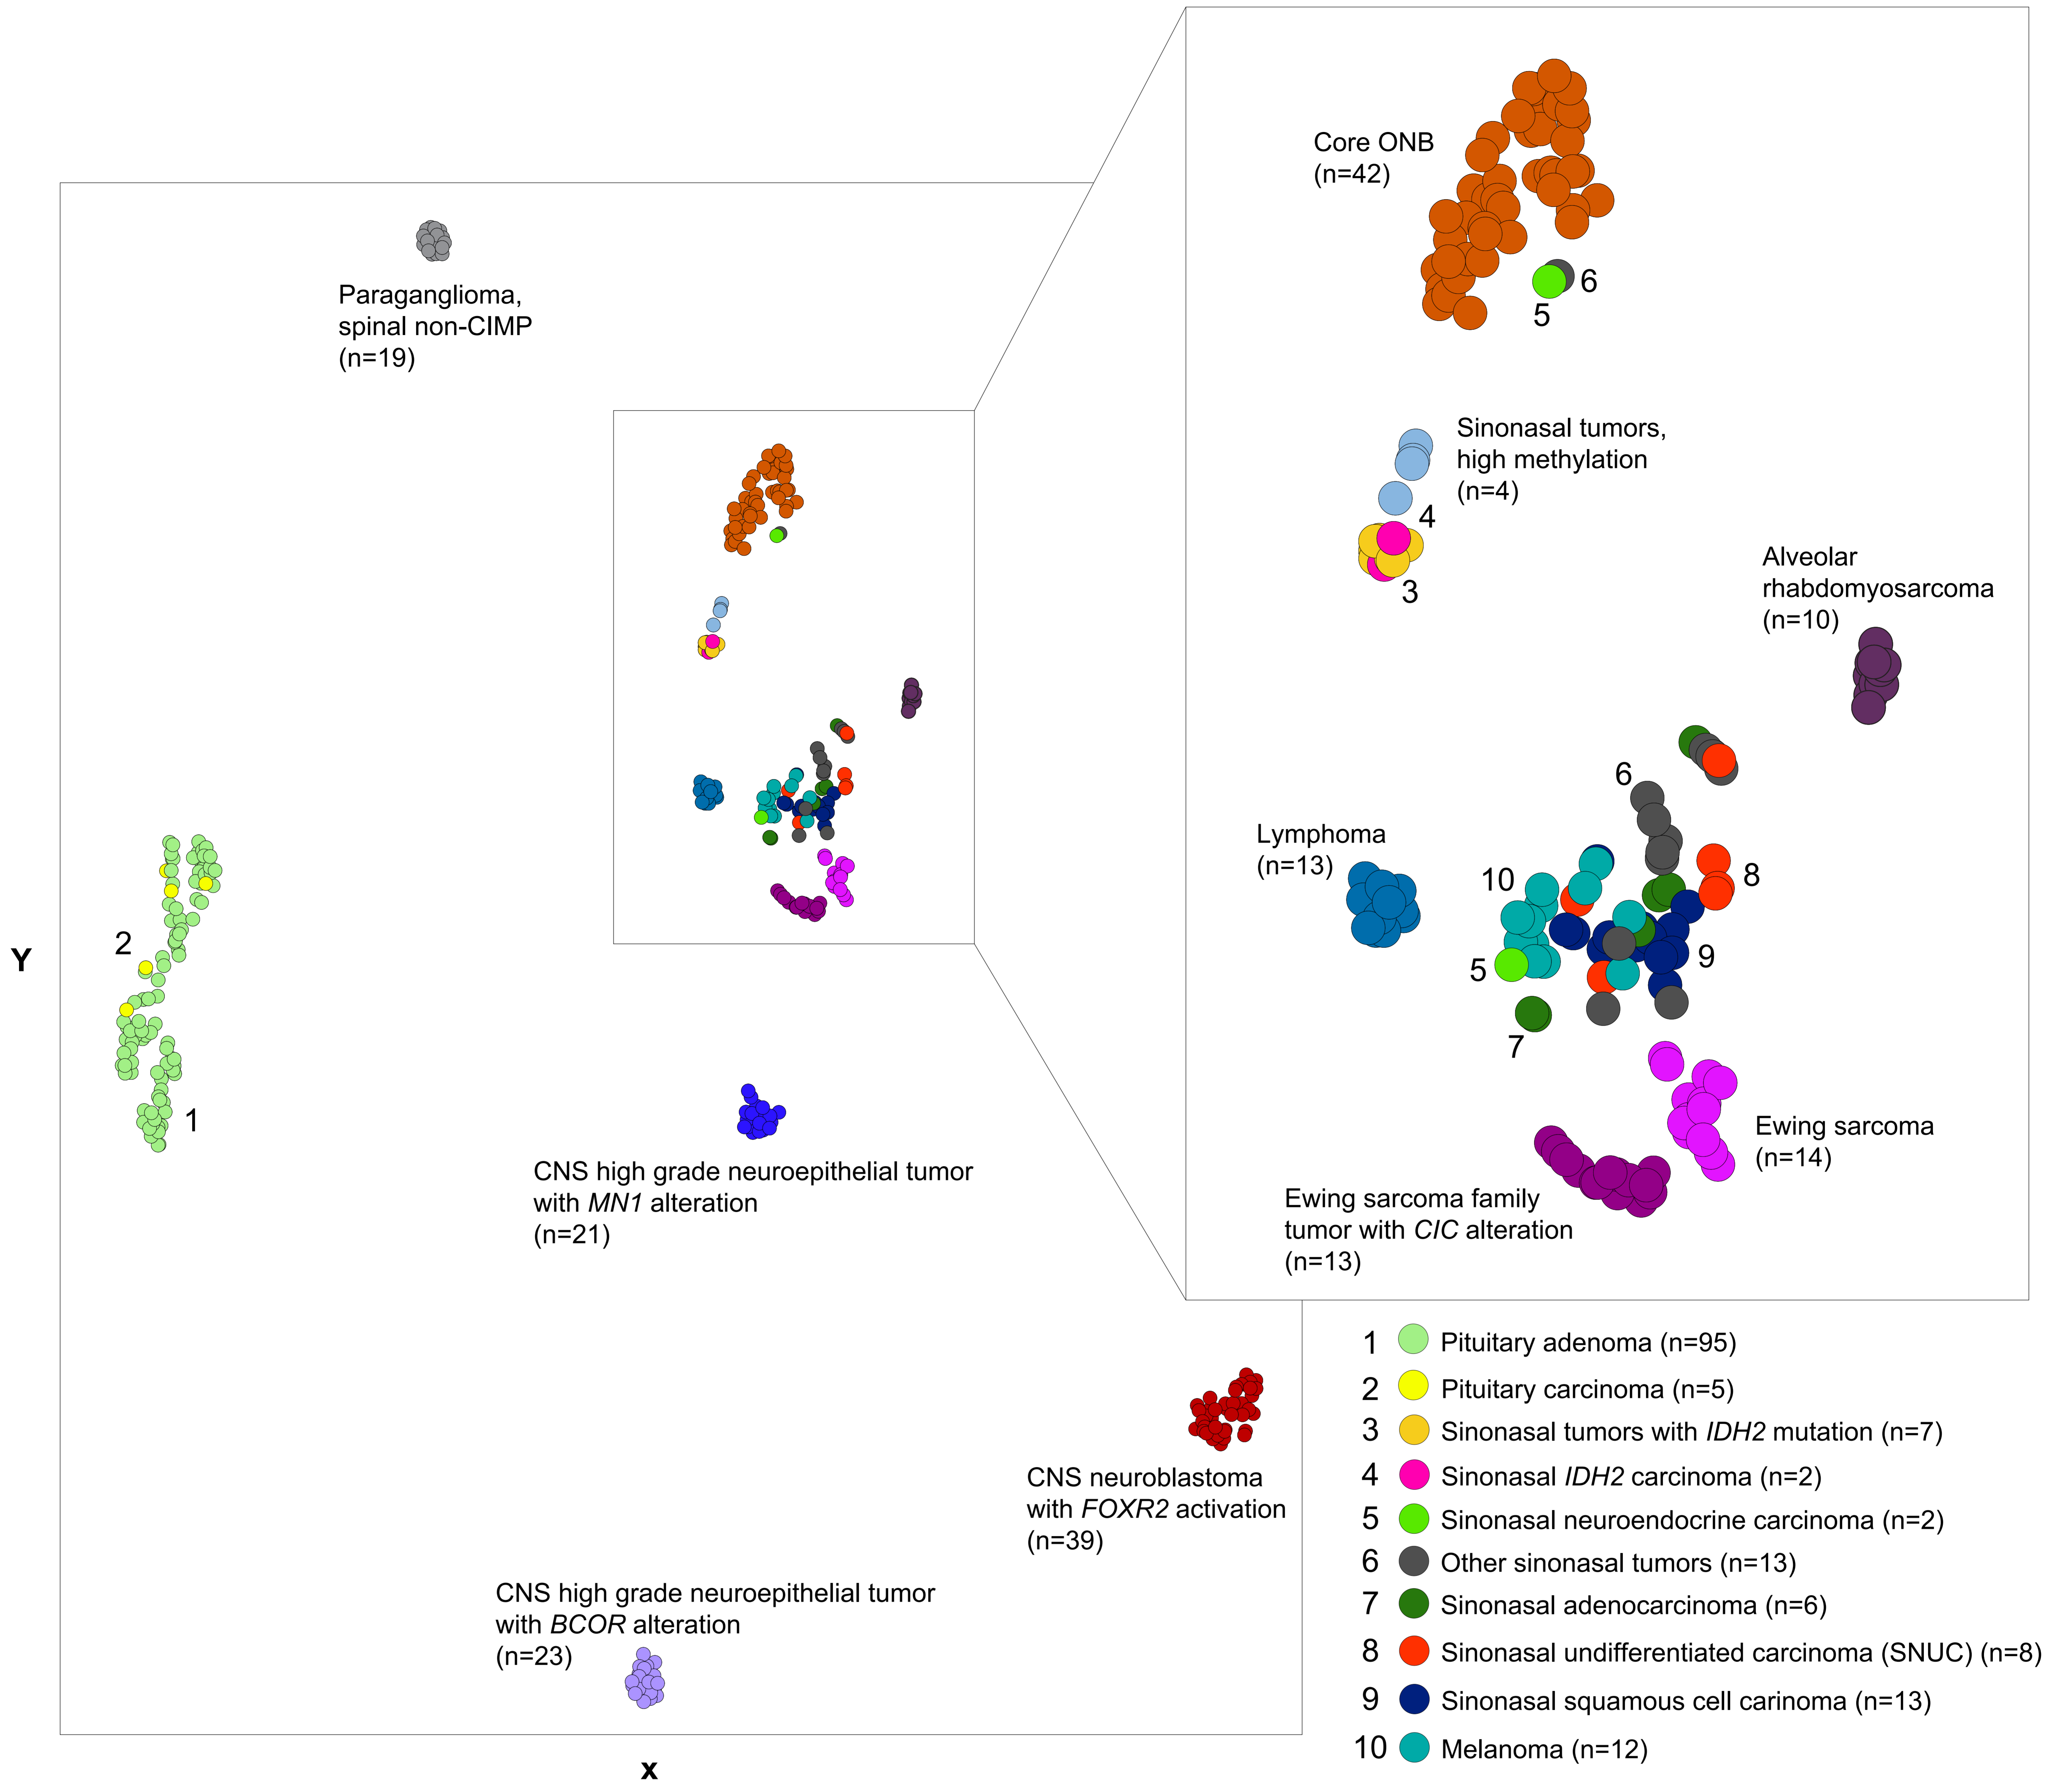 Core ONB
(n=42)
6
5
Paraganglioma,
spinal non-CIMP
(n=19)
Sinonasal tumors,
high methylation
(n=4)
4
3
Alveolar
rhabdomyosarcoma
(n=10)
6
Lymphoma
(n=13)
10
8
5
9
7
2
Y
1
Ewing sarcoma
(n=14)
Ewing sarcoma family
tumor with CIC alteration
(n=13)
CNS high grade neuroepithelial tumor
with MN1 alteration
(n=21)
CNS neuroblastoma
with FOXR2 activation
(n=39)
CNS high grade neuroepithelial tumor
with BCOR alteration
(n=23)
x
1 Pituitary adenoma (n=95)
2 Pituitary carcinoma (n=5)
3 Sinonasal tumors with IDH2 mutation (n=7)
4 Sinonasal IDH2 carcinoma (n=2)
5 Sinonasal neuroendocrine carcinoma (n=2)
6 Other sinonasal tumors (n=13)
7 Sinonasal adenocarcinoma (n=6)
8 Sinonasal undifferentiated carcinoma (SNUC) (n=8)
9 Sinonasal squamous cell carinoma (n=13)
10 Melanoma (n=12)